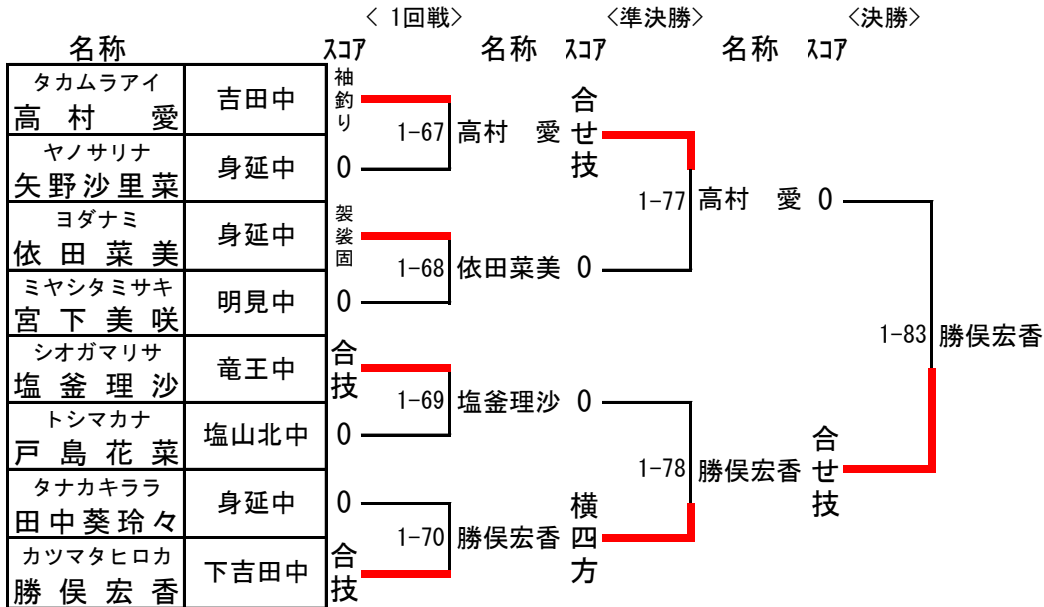 < 1回戦>
<準決勝>
<決勝>
名称
スコア
名称
スコア
名称
スコア
タカムラアイ
高村 愛
吉田中
袖釣り
ヤノサリナ
矢野沙里菜
身延中
0
1-67
高村 愛
合せ技
ヨダナミ
依田菜美
身延中
袈裟固
ミヤシタミサキ
宮下美咲
明見中
0
1-68
依田菜美
0
1-77
高村 愛
0
シオガマリサ
塩釜理沙
竜王中
合技
トシマカナ
戸島花菜
塩山北中
0
1-69
塩釜理沙
0
タナカキララ
田中葵玲々
身延中
0
カツマタヒロカ
勝俣宏香
下吉田中
合技
1-70
勝俣宏香
横四方
1-78
勝俣宏香
合せ技
1-83
勝俣宏香